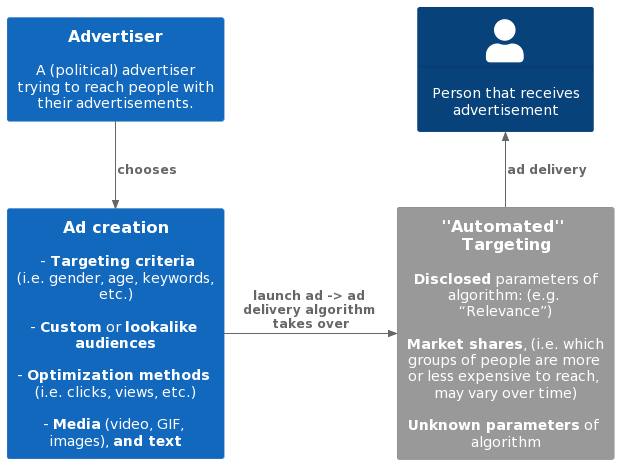 Advertiser
A (political) advertiser
trying to reach people with
their advertisements.
chooses
Ad creation
- Targeting criteria
(i.e. gender, age, keywords,
etc.)
- Custom or lookalike
audiences
- Optimization methods
(i.e. clicks, views, etc.)
- Media (video, GIF,
images), and text
launch ad -> ad
delivery algorithm
takes over
''Automated''
Targeting
Disclosed parameters of
algorithm: (e.g.
“Relevance”)
Market shares, (i.e. which
groups of people are more
or less expensive to reach,
may vary over time)
Unknown parameters of
algorithm
ad delivery
Person that receives
advertisement